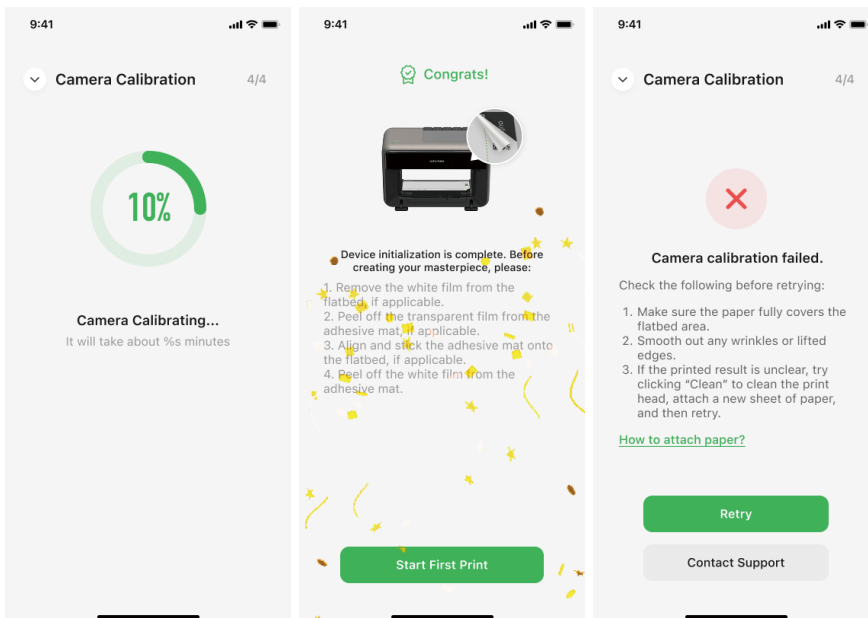 9:41
Camera Calibration 4/4
10%
Camera Calibrating...
It will take about %s minutes
9:41
Congrats!
Device initialization is complete. Before
creating your masterpiece, please:
1. Remove the white film from the
flatbed, if applicable.
2. Peel off the transparent film from the
adhesive mat, if applicable.
3. Align and stick the adhesive mat onto
the flatbed, if applicable.
4. Peel off the white film from the
adhesive mat.
Start First Print
9:41
Camera Calibration 4/4
Camera calibration failed.
Check the following before retrying:
1. Make sure the paper fully covers the
flatbed area.
2. Smooth out any wrinkles or lifted
edges.
3. If the printed result is unclear, try
clicking “Clean” to clean the print
head, attach a new sheet of paper,
and then retry.
How to attach paper?
Retry
Contact Support